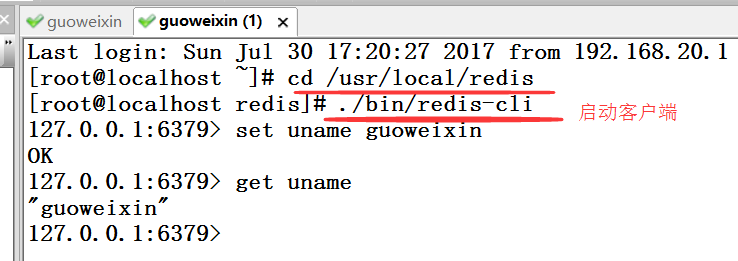 guoweixin guoweixin (1) ×
Last login: Sun Jul 30 17:20:27 2017 from 192.168.20.1
[root@localhost ~]# cd /usr/local/redis
[root@localhost redis]# ./bin/redis-cli 启动客户端
127.0.0.1:6379> set uname guoweixin
OK
127.0.0.1:6379> get uname
"guoweixin"
127.0.0.1:6379>